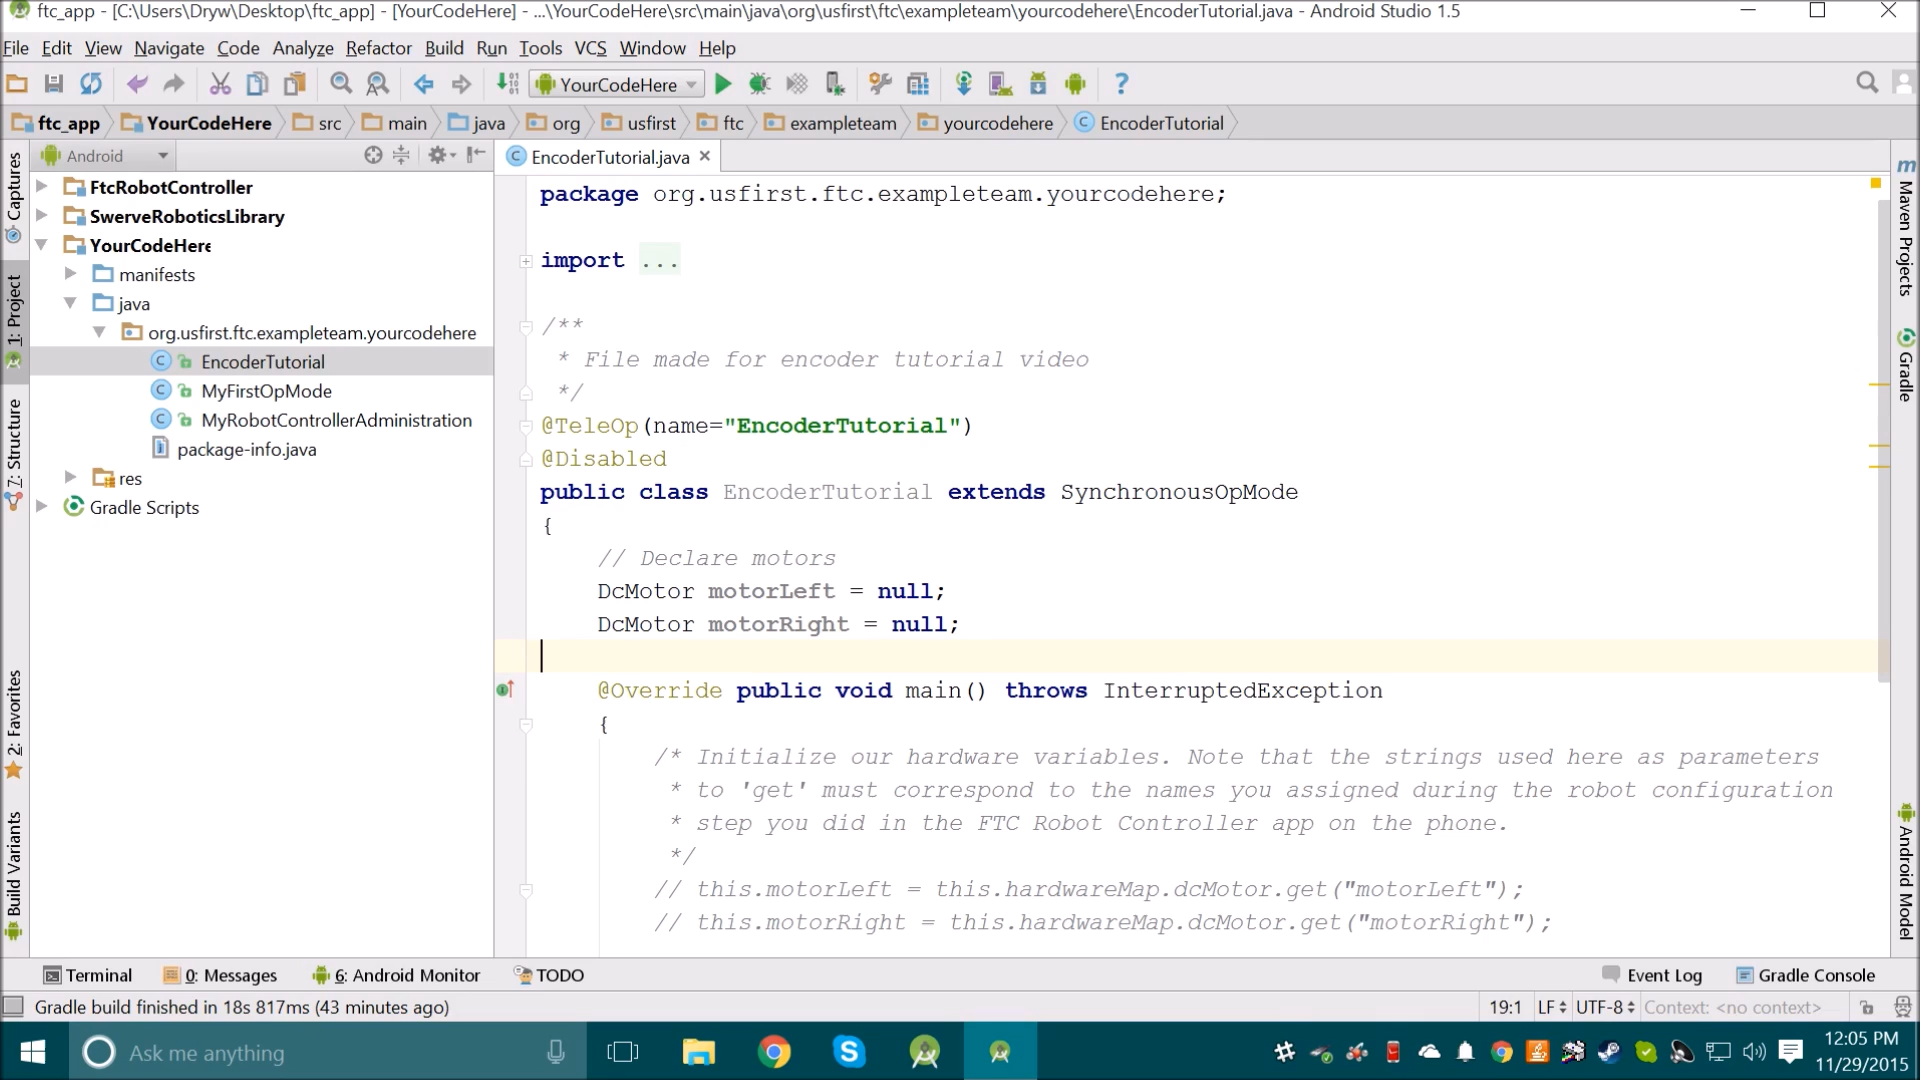 ftc_app - [C:\Users\Dryw\Desktop\ftc_app] - [YourCodeHere] - ...\YourCodeHere\src\main\java\org\usfirst\ftc\exampleteam\yourcodehere\EncoderTutorial.java - Android Studio 1.5
File Edit View Navigate Code Analyze Refactor Build Run Tools VCS Window Help
YourCodeHere
ftc_app YourCodeHere src main java org usfirst ftc exampleteam yourcodehere EncoderTutorial
Android
EncoderTutorial.java
Captures
1: Project
7: Structure
2: Favorites
Build Variants
FtcRobotController
SwerveRoboticsLibrary
YourCodeHere
manifests
java
org.usfirst.ftc.exampleteam.yourcodehere
EncoderTutorial
MyFirstOpMode
MyRobotControllerAdministration
package-info.java
res
Gradle Scripts
package org.usfirst.ftc.exampleteam.yourcodehere;
import ...
/**
* File made for encoder tutorial video
*/
@TeleOp(name="EncoderTutorial")
@Disabled
public class EncoderTutorial extends SynchronousOpMode
{
// Declare motors
DcMotor motorLeft = null;
DcMotor motorRight = null;
@Override public void main() throws InterruptedException
{
/* Initialize our hardware variables. Note that the strings used here as parameters
* to 'get' must correspond to the names you assigned during the robot configuration
* step you did in the FTC Robot Controller app on the phone.
*/
// this.motorLeft = this.hardwareMap.dcMotor.get("motorLeft");
// this.motorRight = this.hardwareMap.dcMotor.get("motorRight");
Maven Projects
Gradle
Android Model
Terminal 0: Messages 6: Android Monitor TODO Event Log Gradle Console
Gradle build finished in 18s 817ms (43 minutes ago) 19:1 LF UTF-8 Context: <no context>
Ask me anything
12:05 PM
11/29/2015